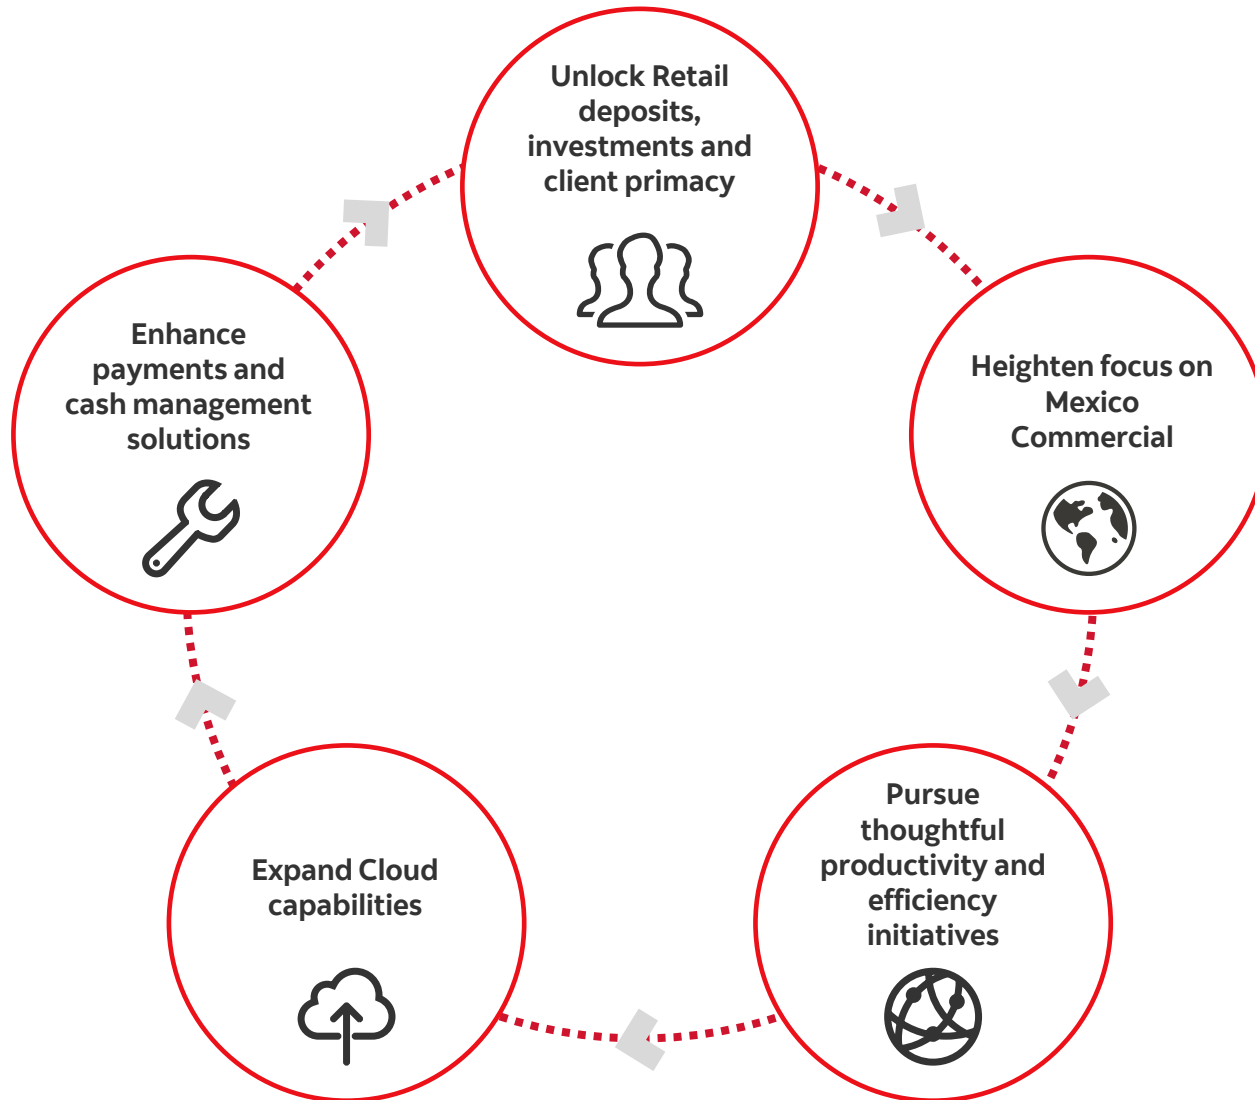 Unlock Retail
deposits,
investments and
client primacy
Heighten focus on
Mexico
Commercial
Pursue
thoughtful
productivity and
efficiency
initiatives
Expand Cloud
capabilities
Enhance
payments and
cash management
solutions